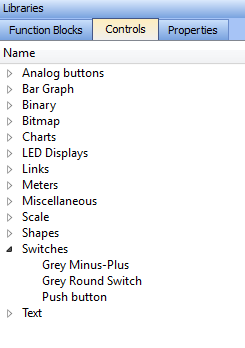 Libraries
Function Blocks Controls Properties
Name
Analog buttons
Bar Graph
Binary
Bitmap
Charts
LED Displays
Links
Meters
Miscellaneous
Scale
Shapes
Switches
Grey Minus-Plus
Grey Round Switch
Push button
Text